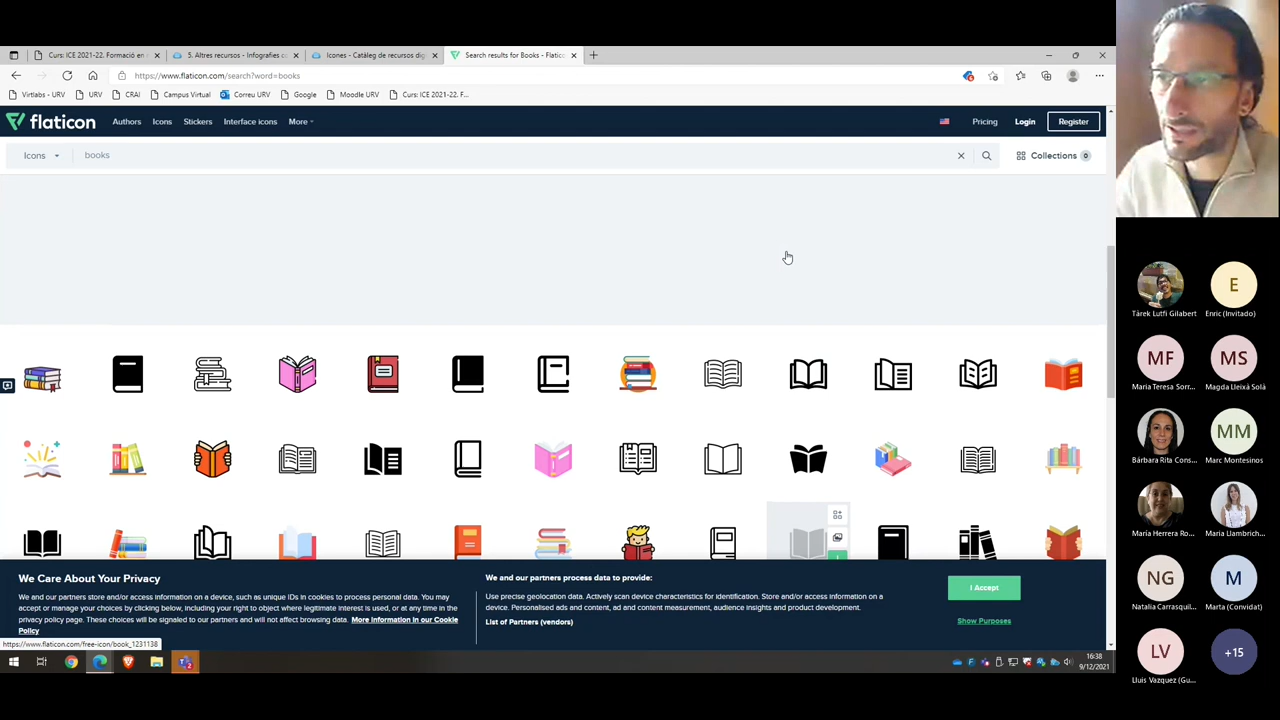 Curs: ICE 2021-22. Formació en
5. Altres recursos - Infografies c
Icones - Catàleg de recursos dig
Search results for Books - Flatic
https://www.flaticon.com/search?word=books
Virtlabs - URV
URV
CRAI
Campus Virtual
Correu URV
Google
Moodle URV
Curs: ICE 2021-22. F...
flaticon
Authors
Icons
Stickers
Interface icons
More
Pricing
Login
Register
Icons
books
Collections 0
We Care About Your Privacy
We and our partners store and/or access information on a device, such as unique IDs in cookies to process personal data. You may
accept or manage your choices by clicking below, including your right to object where legitimate interest is used, or at any time in the
privacy policy page. These choices will be signaled to our partners and will not affect browsing data. More information in our Cookie
Policy
We and our partners process data to provide:
Use precise geolocation data. Actively scan device characteristics for identification. Store and/or access information on a
device. Personalised ads and content, ad and content measurement, audience insights and product development.
List of Partners (vendors)
I Accept
Show Purposes
https://www.flaticon.com/free-icon/book_1231138
16:38
9/12/2021
Tàrek Lutfi Gilabert
E
Enric (Invitado)
MF
Maria Teresa Sorr...
MS
Magda Lleixà Solà
Bárbara Rita Cons...
MM
Marc Montesinos
María Herrera Ro...
Maria Llambrich...
NG
Natalia Carrasquil...
M
Marta (Convidat)
LV
Lluis Vazquez (Gu...
+15